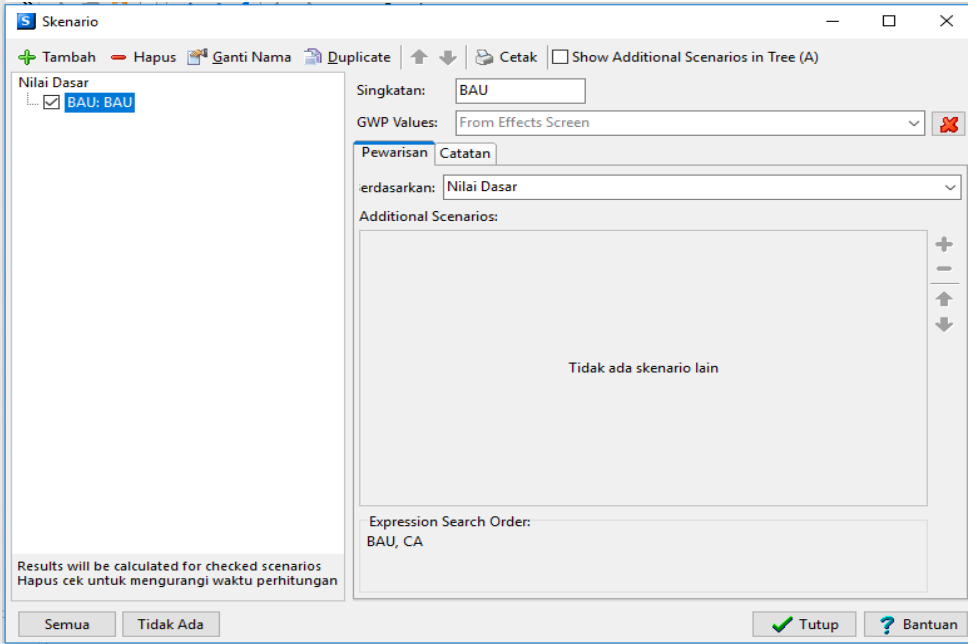 Skenario
Tambah Hapus Ganti Nama Duplicate Cetak Show Additional Scenarios in Tree (A)
Nilai Dasar
BAU: BAU
Results will be calculated for checked scenarios
Hapus cek untuk mengurangi waktu perhitungan
Singkatan: BAU
GWP Values: From Effects Screen
Pewarisan Catatan
erdasarkan: Nilai Dasar
Additional Scenarios:
Tidak ada skenario lain
Expression Search Order:
BAU, CA
Semua Tidak Ada Tutup ? Bantuan